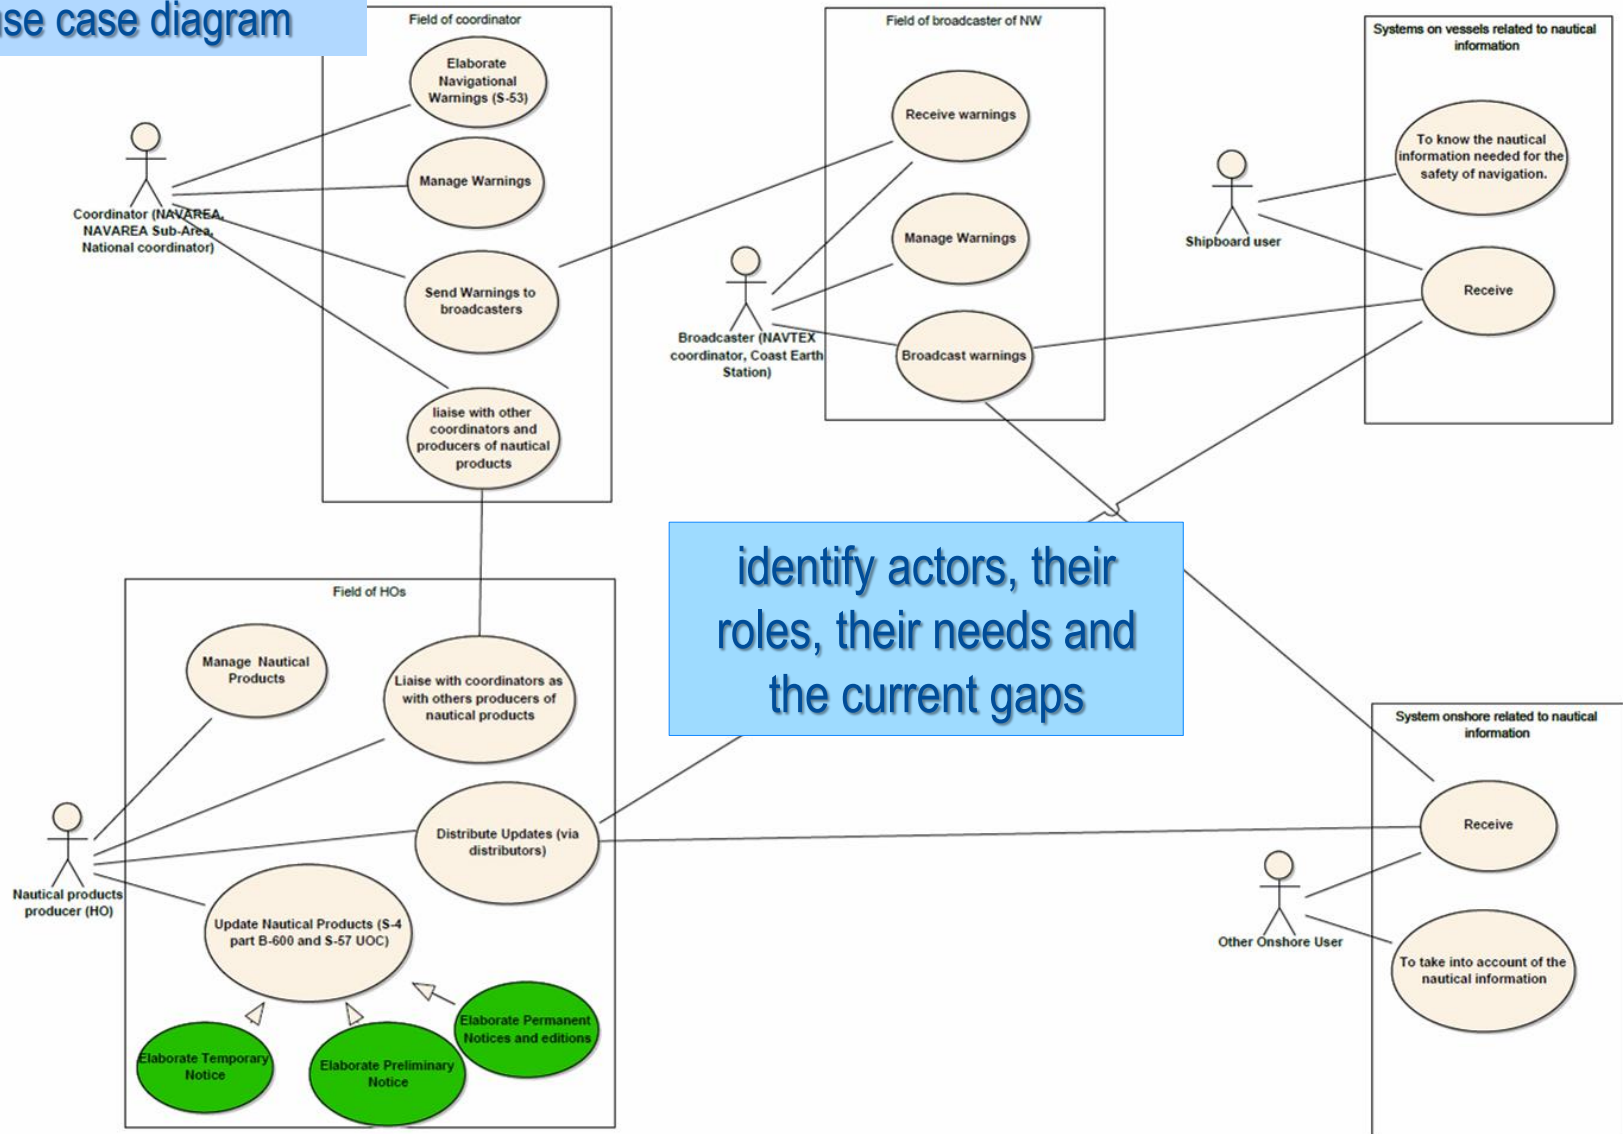 use case diagram
Field of coordinator
Elaborate
Navigational
Warnings (S-53)
Manage Warnings
Send Warnings to
broadcasters
liaise with other
coordinators and
producers of nautical
products
Coordinator (NAVAREA,
NAVAREA Sub-Area,
National coordinator)
Field of broadcaster of NW
Receive warnings
Manage Warnings
Broadcast warnings
Broadcaster (NAVTEX
coordinator, Coast Earth
Station)
Systems on vessels related to nautical
information
To know the nautical
information needed for the
safety of navigation.
Receive
Shipboard user
identify actors, their
roles, their needs and
the current gaps
Field of HOs
Manage Nautical
Products
Liaise with coordinators as
with others producers of
nautical products
Distribute Updates (via
distributors)
Update Nautical Products (S-4
part B-600 and S-57 UOC)
Elaborate Temporary
Notice
Elaborate Preliminary
Notice
Elaborate Permanent
Notices and editions
Nautical products
producer (HO)
System onshore related to nautical
information
Receive
To take into account of the
nautical information
Other Onshore User